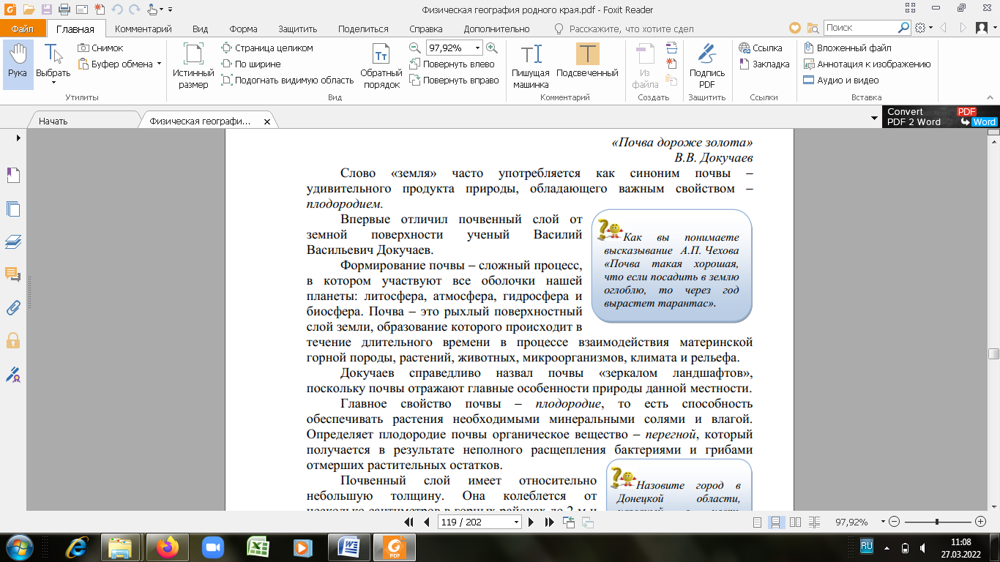 Физическая география родного края.pdf - Foxit Reader
Файл
Главная
Комментарий
Вид
Форма
Защитить
Поделиться
Справка
Дополнительно
Расскажите, что хотите сдел
Поиск
Рука
Выбрать
Снимок
Буфер обмена
Утилиты
Истинный
размер
Страница целиком
По ширине
Подогнать видимую область
Обратный
порядок
97,92%
Повернуть влево
Повернуть вправо
Вид
Пишущая
машинка
Подсвеченный
Комментарий
Из
файла
Создать
Подпись
PDF
Защитить
Ссылка
Закладка
Ссылки
Вложенный файл
Аннотация к изображению
Аудио и видео
Вставка
Начать
Физическая географи...
Convert
PDF 2 Word
PDF
Word
«Почва дороже золота»
В.В. Докучаев
Слово «земля» часто употребляется как синоним почвы –
удивительного продукта природы, обладающего важным свойством –
плодородием.
Впервые отличил почвенный слой от
земной поверхности ученый Василий
Васильевич Докучаев.
Формирование почвы – сложный процесс,
в котором участвуют все оболочки нашей
планеты: литосфера, атмосфера, гидросфера и
биосфера. Почва – это рыхлый поверхностный
слой земли, образование которого происходит в
течение длительного времени в процессе взаимодействия материнской
горной породы, растений, животных, микроорганизмов, климата и рельефа.
Как вы понимаете
высказывание А.П. Чехова
«Почва такая хорошая,
что если посадить в землю
оглоблю, то через год
вырастет тарантас».
Докучаев справедливо назвал почвы «зеркалом ландшафтов»,
поскольку почвы отражают главные особенности природы данной местности.
Главное свойство почвы – плодородие, то есть способность
обеспечивать растения необходимыми минеральными солями и влагой.
Определяет плодородие почвы органическое вещество – перегной, который
получается в результате неполного расщепления бактериями и грибами
отмерших растительных остатков.
Почвенный слой имеет относительно
небольшую толщину. Она колеблется от
Назовите город в
Донецкой области,
119 / 202
97,92%
PDF
RU
11:08
27.03.2022